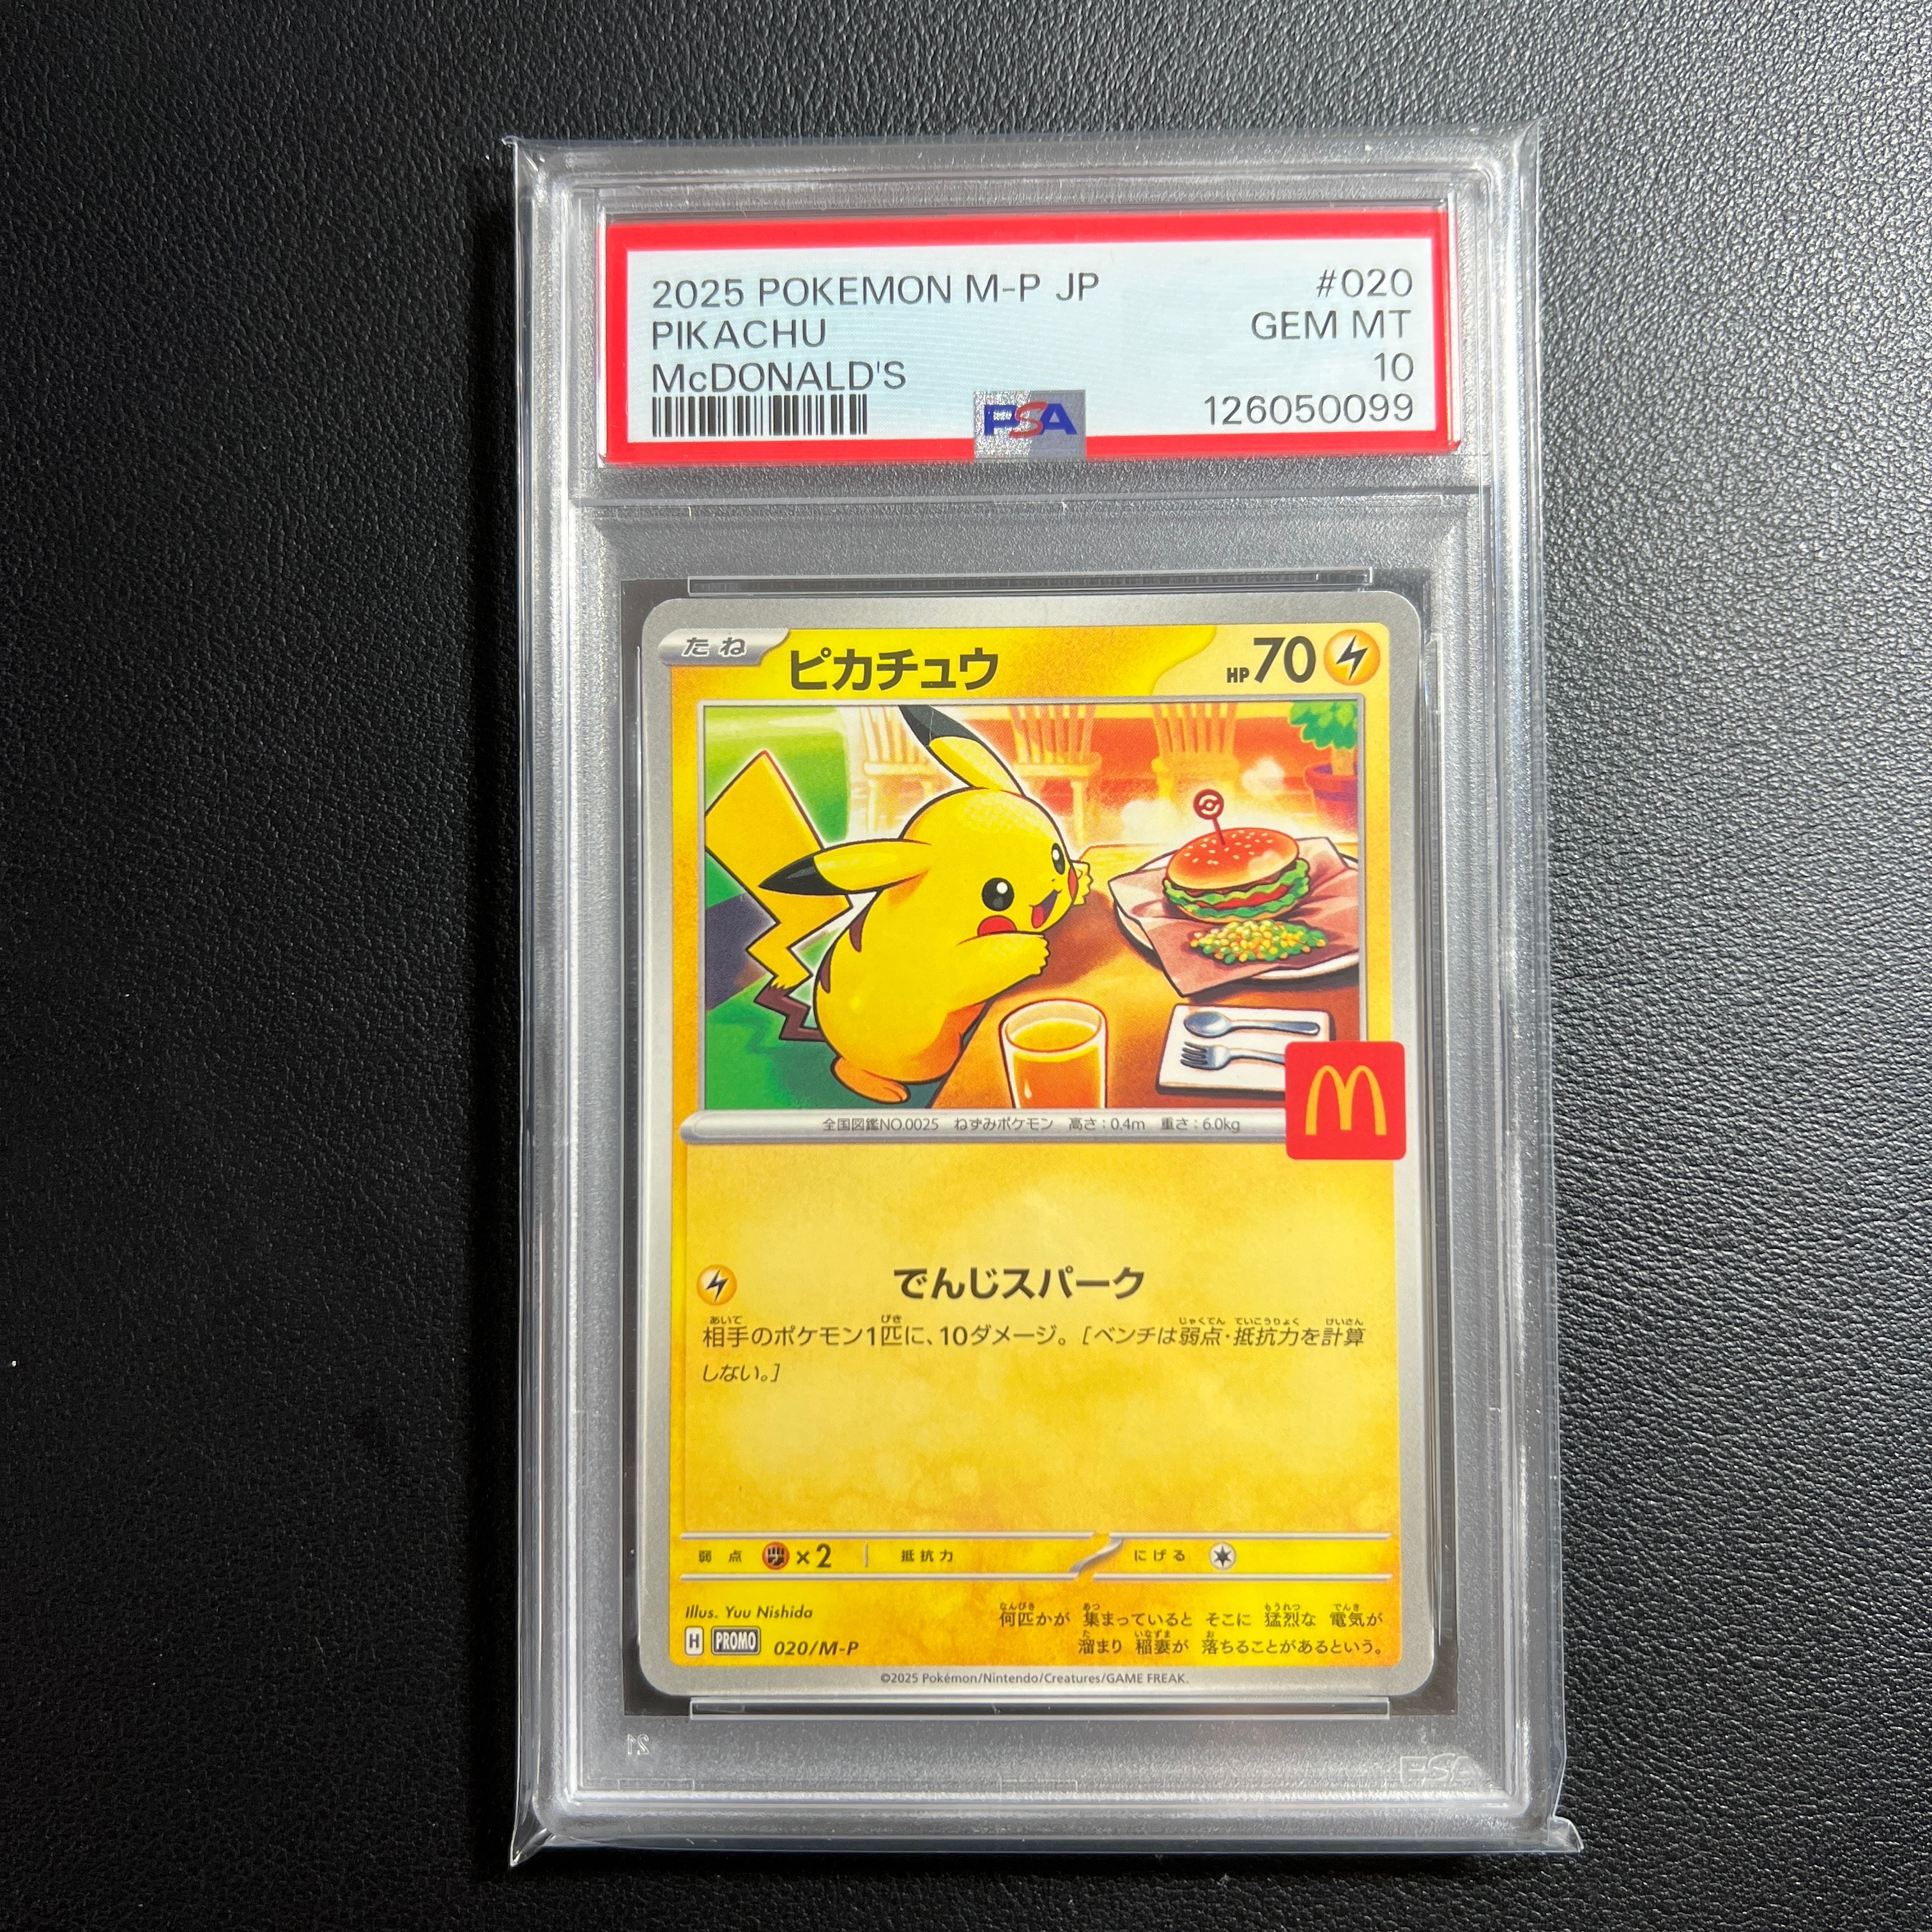 2025 POKEMON M-P JP #020
PIKACHU GEM MT
McDONALD'S 10
PSA 126050099
たね ピカチュウ HP70
全国図鑑NO.0025 ねずみポケモン 高さ:0.4m 重さ:6.0kg
でんじスパーク
相手のポケモン1匹に、10ダメージ。[ベンチは弱点・抵抗力を計算
しない。]
弱点 ×2 抵抗力 にげる
Illus. Yuu Nishida
H PROMO 020/M-P
何匹かが 集まっていると そこに 猛烈な 電気が
溜まり 稲妻が 落ちることがあるという。
©2025 Pokémon/Nintendo/Creatures/GAME FREAK.
PSA